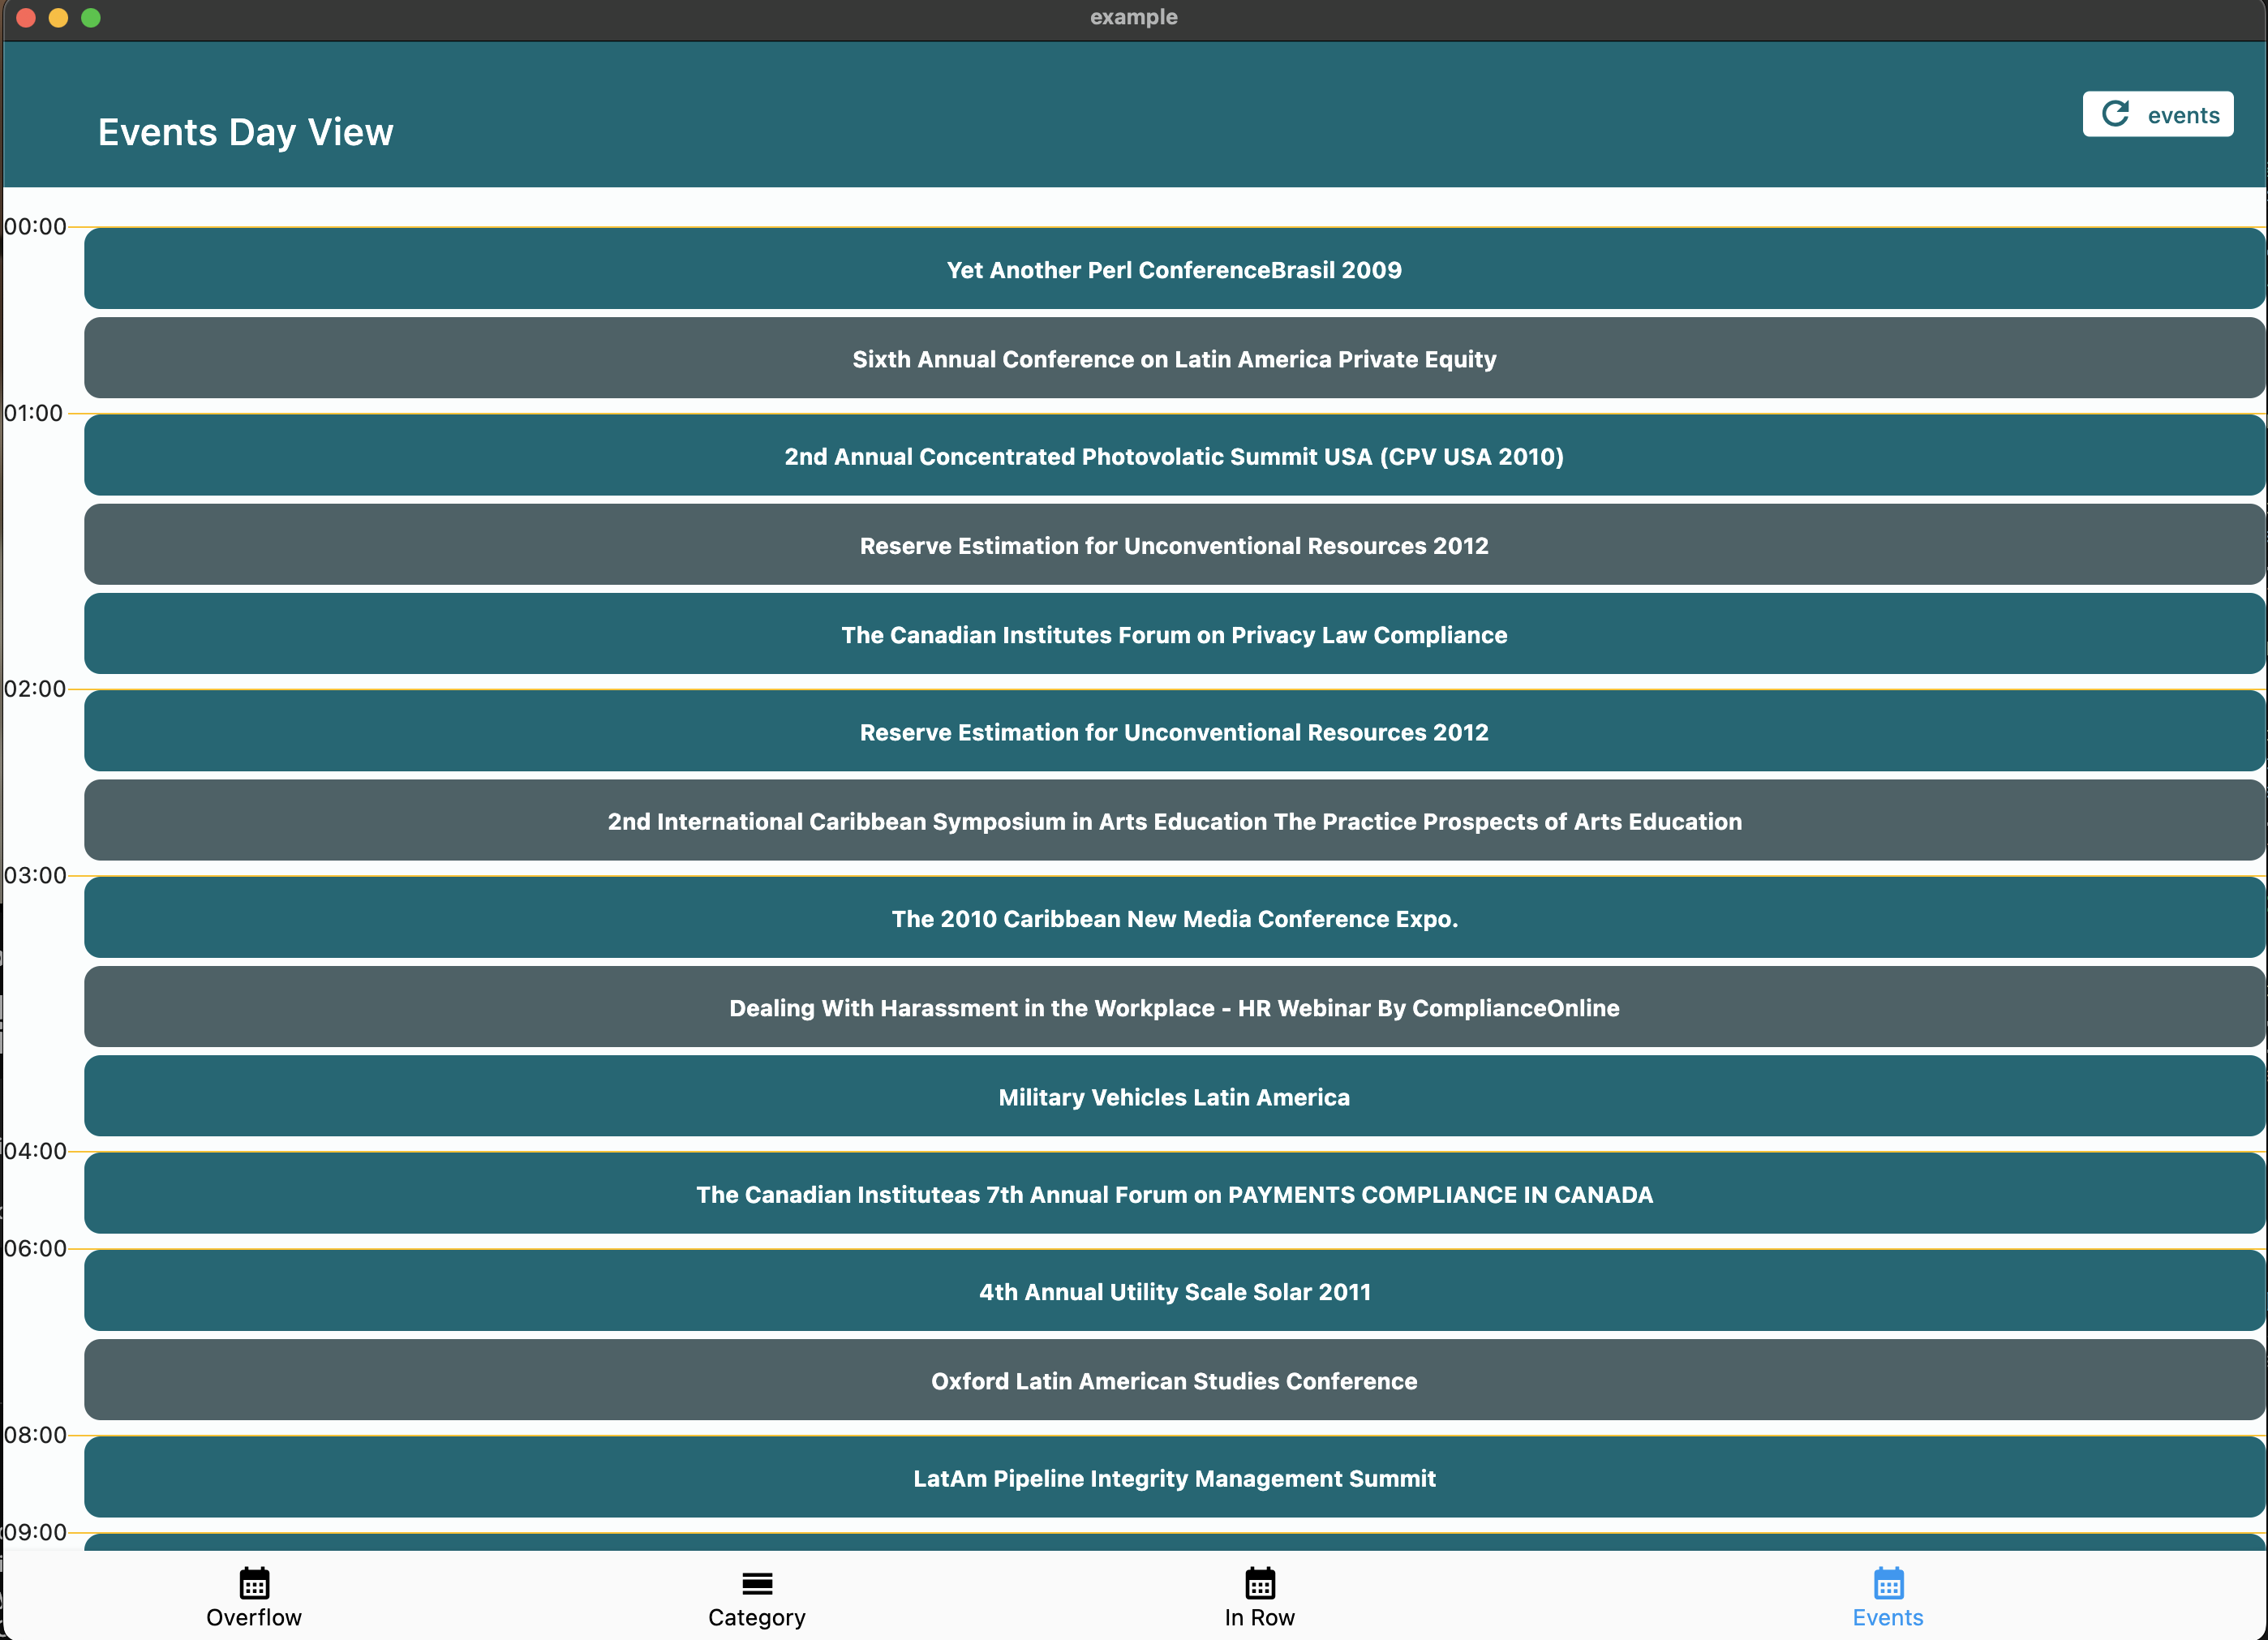 example
Events Day View
events
00:00
Yet Another Perl ConferenceBrasil 2009
Sixth Annual Conference on Latin America Private Equity
01:00
2nd Annual Concentrated Photovolatic Summit USA (CPV USA 2010)
Reserve Estimation for Unconventional Resources 2012
The Canadian Institutes Forum on Privacy Law Compliance
02:00
Reserve Estimation for Unconventional Resources 2012
2nd International Caribbean Symposium in Arts Education The Practice Prospects of Arts Education
03:00
The 2010 Caribbean New Media Conference Expo.
Dealing With Harassment in the Workplace - HR Webinar By ComplianceOnline
Military Vehicles Latin America
04:00
The Canadian Instituteas 7th Annual Forum on PAYMENTS COMPLIANCE IN CANADA
06:00
4th Annual Utility Scale Solar 2011
Oxford Latin American Studies Conference
08:00
LatAm Pipeline Integrity Management Summit
09:00
Overflow
Category
In Row
Events